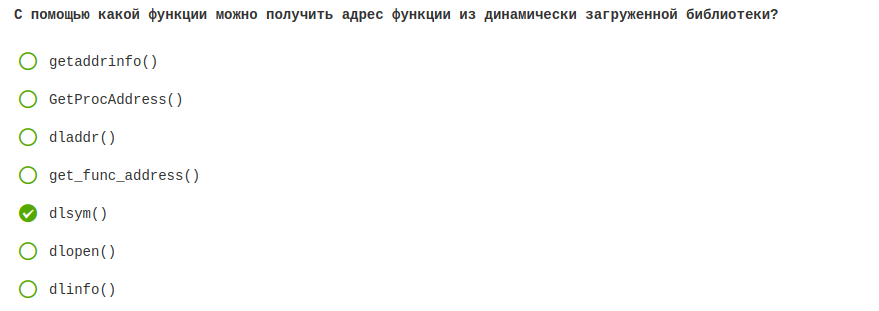 С помощью какой функции можно получить адрес функции из динамически загруженной библиотеки?
getaddrinfo()
GetProcAddress()
dladdr()
get_func_address()
dlsym()
dlopen()
dlinfo()